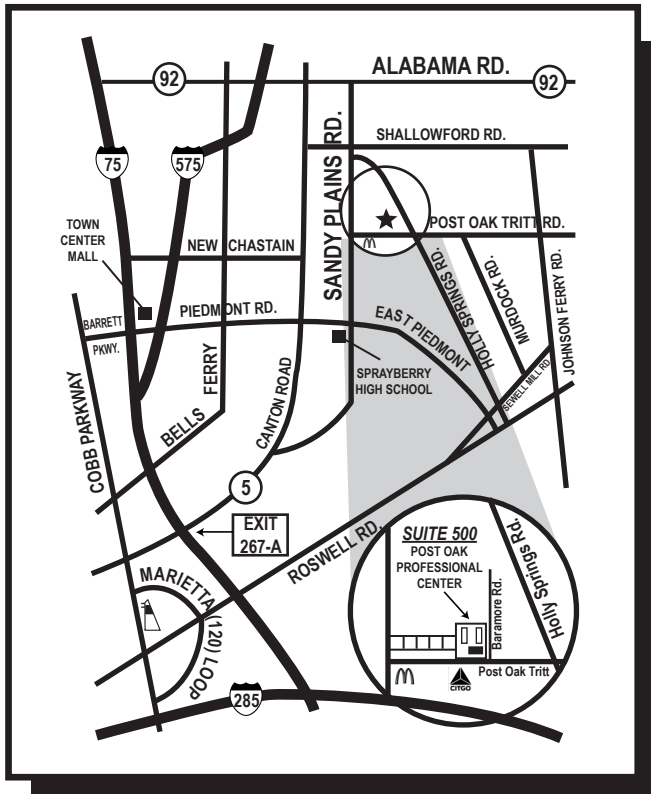 ALABAMA RD.
92
92
SHALLOWFORD RD.
75
575
SANDY PLAINS RD.
POST OAK TRITT RD.
TOWN
CENTER
MALL
NEW CHASTAIN
HOLLY SPRINGS RD.
MURDOCK RD.
JOHNSON FERRY RD.
BARRETT
PKWY.
PIEDMONT RD.
EAST PIEDMONT
SPRAYBERRY
HIGH SCHOOL
SEWELL MILL RD.
COBB PARKWAY
BELLS FERRY
CANTON ROAD
5
EXIT
267-A
ROSWELL RD.
MARIETTA (120) LOOP
285
SUITE 500
POST OAK
PROFESSIONAL
CENTER
Holly Springs Rd.
Baramore Rd.
Post Oak Tritt
CITGO